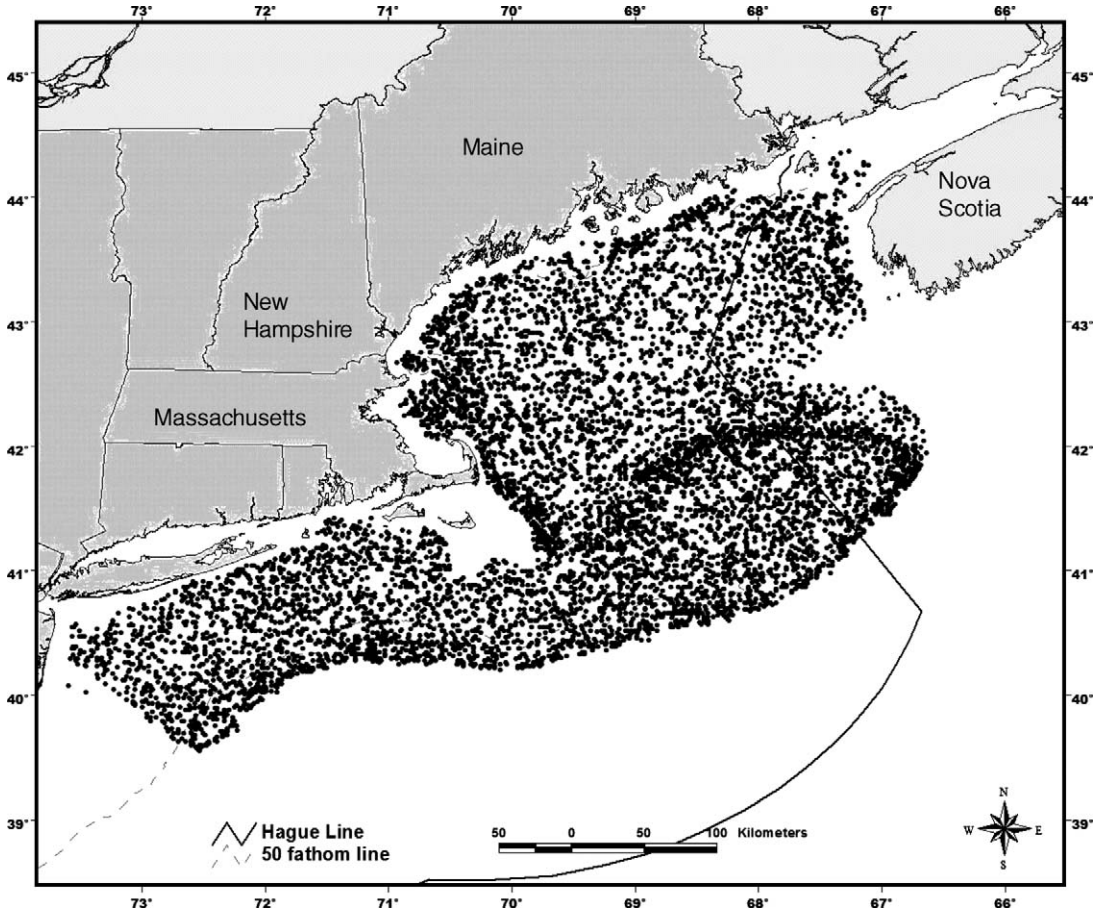 73° 72° 71° 70° 69° 68° 67° 66°
45° 45°
Maine
Nova
Scotia
44° 44°
New
Hampshire
43° 43°
Massachusetts
42° 42°
41° 41°
40° 40°
N
W E
S
39° 39°
Hague Line
50 fathom line
50 0 50 100 Kilometers
73° 72° 71° 70° 69° 68° 67° 66°